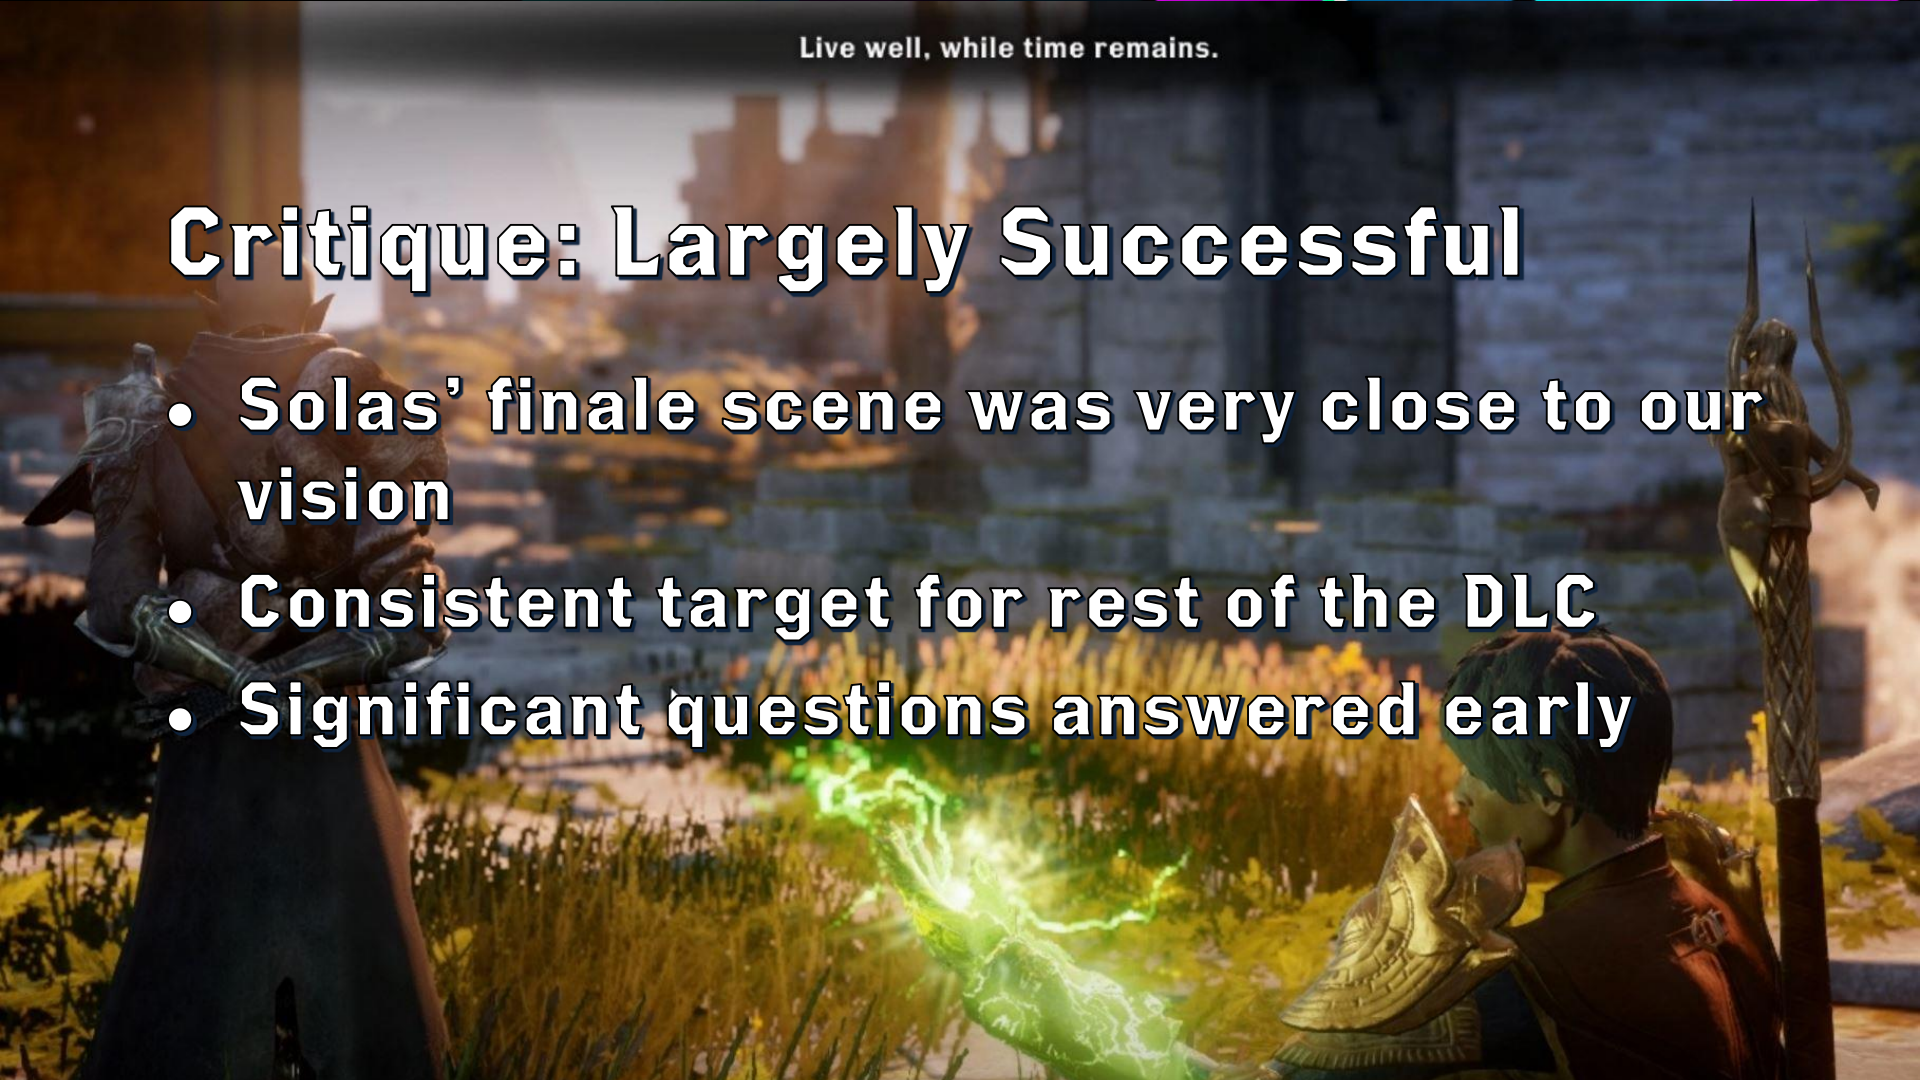 Live well, while time remains.
Critique: Largely Successful
• Solas’ finale scene was very close to our
vision
• Consistent target for rest of the DLC
• Significant questions answered early